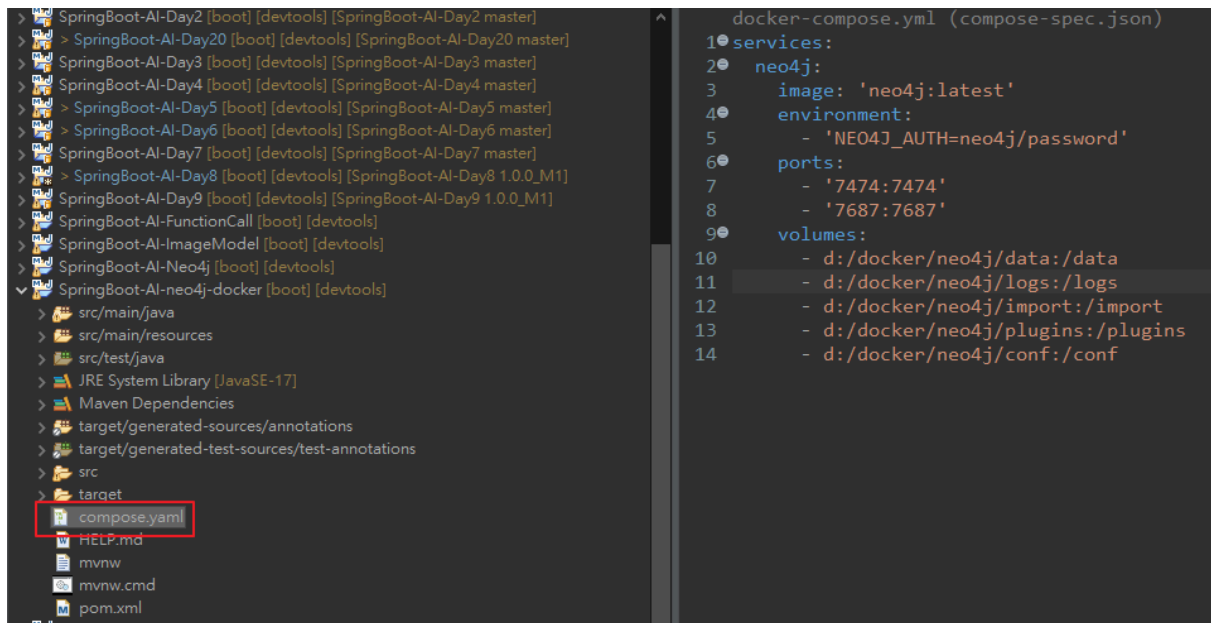 SpringBoot-AI-Day2 [boot] [devtools] [SpringBoot-AI-Day2 master]
> SpringBoot-AI-Day20 [boot] [devtools] [SpringBoot-AI-Day20 master]
SpringBoot-AI-Day3 [boot] [devtools] [SpringBoot-AI-Day3 master]
SpringBoot-AI-Day4 [boot] [devtools] [SpringBoot-AI-Day4 master]
> SpringBoot-AI-Day5 [boot] [devtools] [SpringBoot-AI-Day5 master]
> SpringBoot-AI-Day6 [boot] [devtools] [SpringBoot-AI-Day6 master]
SpringBoot-AI-Day7 [boot] [devtools] [SpringBoot-AI-Day7 master]
> SpringBoot-AI-Day8 [boot] [devtools] [SpringBoot-AI-Day8 1.0.0_M1]
SpringBoot-AI-Day9 [boot] [devtools] [SpringBoot-AI-Day9 1.0.0_M1]
SpringBoot-AI-FunctionCall [boot] [devtools]
SpringBoot-AI-ImageModel [boot] [devtools]
SpringBoot-AI-Neo4j [boot] [devtools]
SpringBoot-AI-neo4j-docker [boot] [devtools]
src/main/java
src/main/resources
src/test/java
JRE System Library [JavaSE-17]
Maven Dependencies
target/generated-sources/annotations
target/generated-test-sources/test-annotations
src
target
compose.yaml
HELP.md
mvnw
mvnw.cmd
pom.xml
docker-compose.yml (compose-spec.json)
1 services:
2   neo4j:
3     image: 'neo4j:latest'
4     environment:
5       - 'NEO4J_AUTH=neo4j/password'
6     ports:
7       - '7474:7474'
8       - '7687:7687'
9     volumes:
10       - d:/docker/neo4j/data:/data
11       - d:/docker/neo4j/logs:/logs
12       - d:/docker/neo4j/import:/import
13       - d:/docker/neo4j/plugins:/plugins
14       - d:/docker/neo4j/conf:/conf